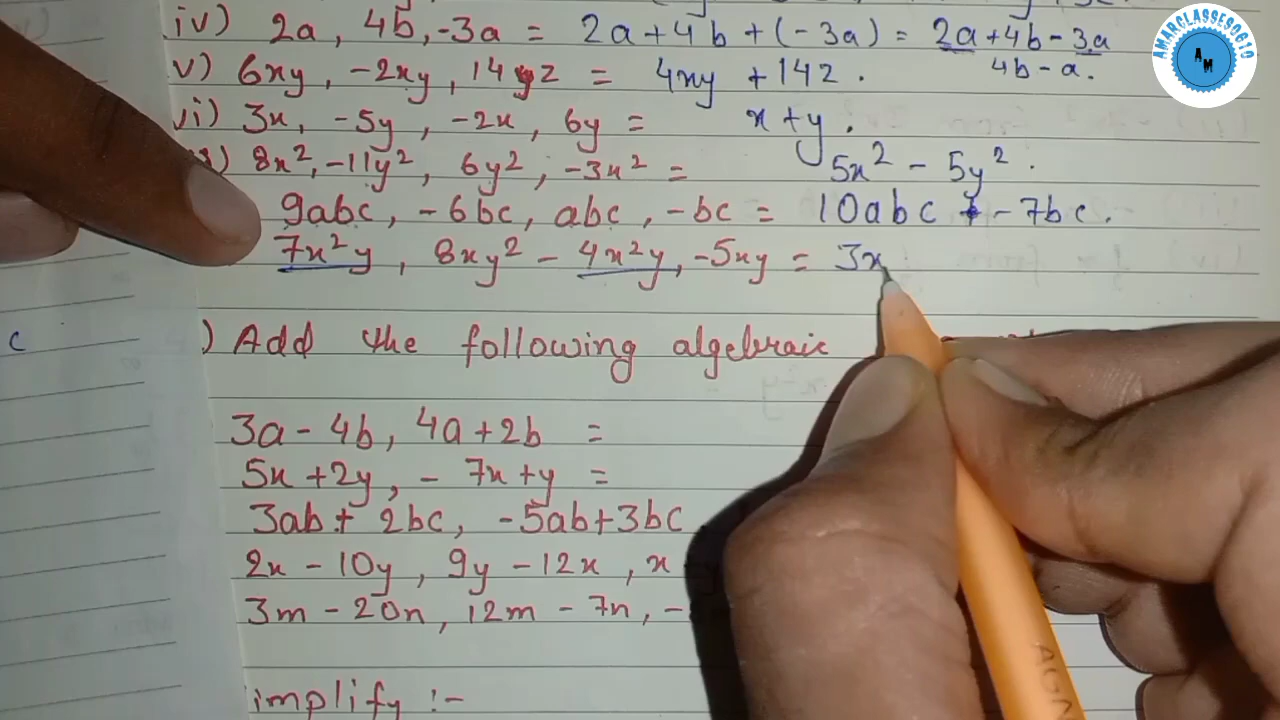 iv) 2a, 4b, -3a = 2a+4b+(-3a) = 2a+4b-3a
4b-a.
v) 6xy, -2xy, 14yz = 4xy +14z.
vi) 3x, -5y, -2x, 6y = x+y.
8x², -11y², 6y², -3x² = 5x² - 5y².
9abc, -6bc, abc, -bc = 10abc - 7bc.
7x²y, 8xy² - 4x²y, -5xy = 3x
c
) Add the following algebraic
3a-4b, 4a+2b =
5x+2y, -7x+y =
3ab+2bc, -5ab+3bc
2x-10y, 9y-12x, x
3m-20n, 12m-7n, -
implify :-
AMARCLASSES0610
AM
AGN